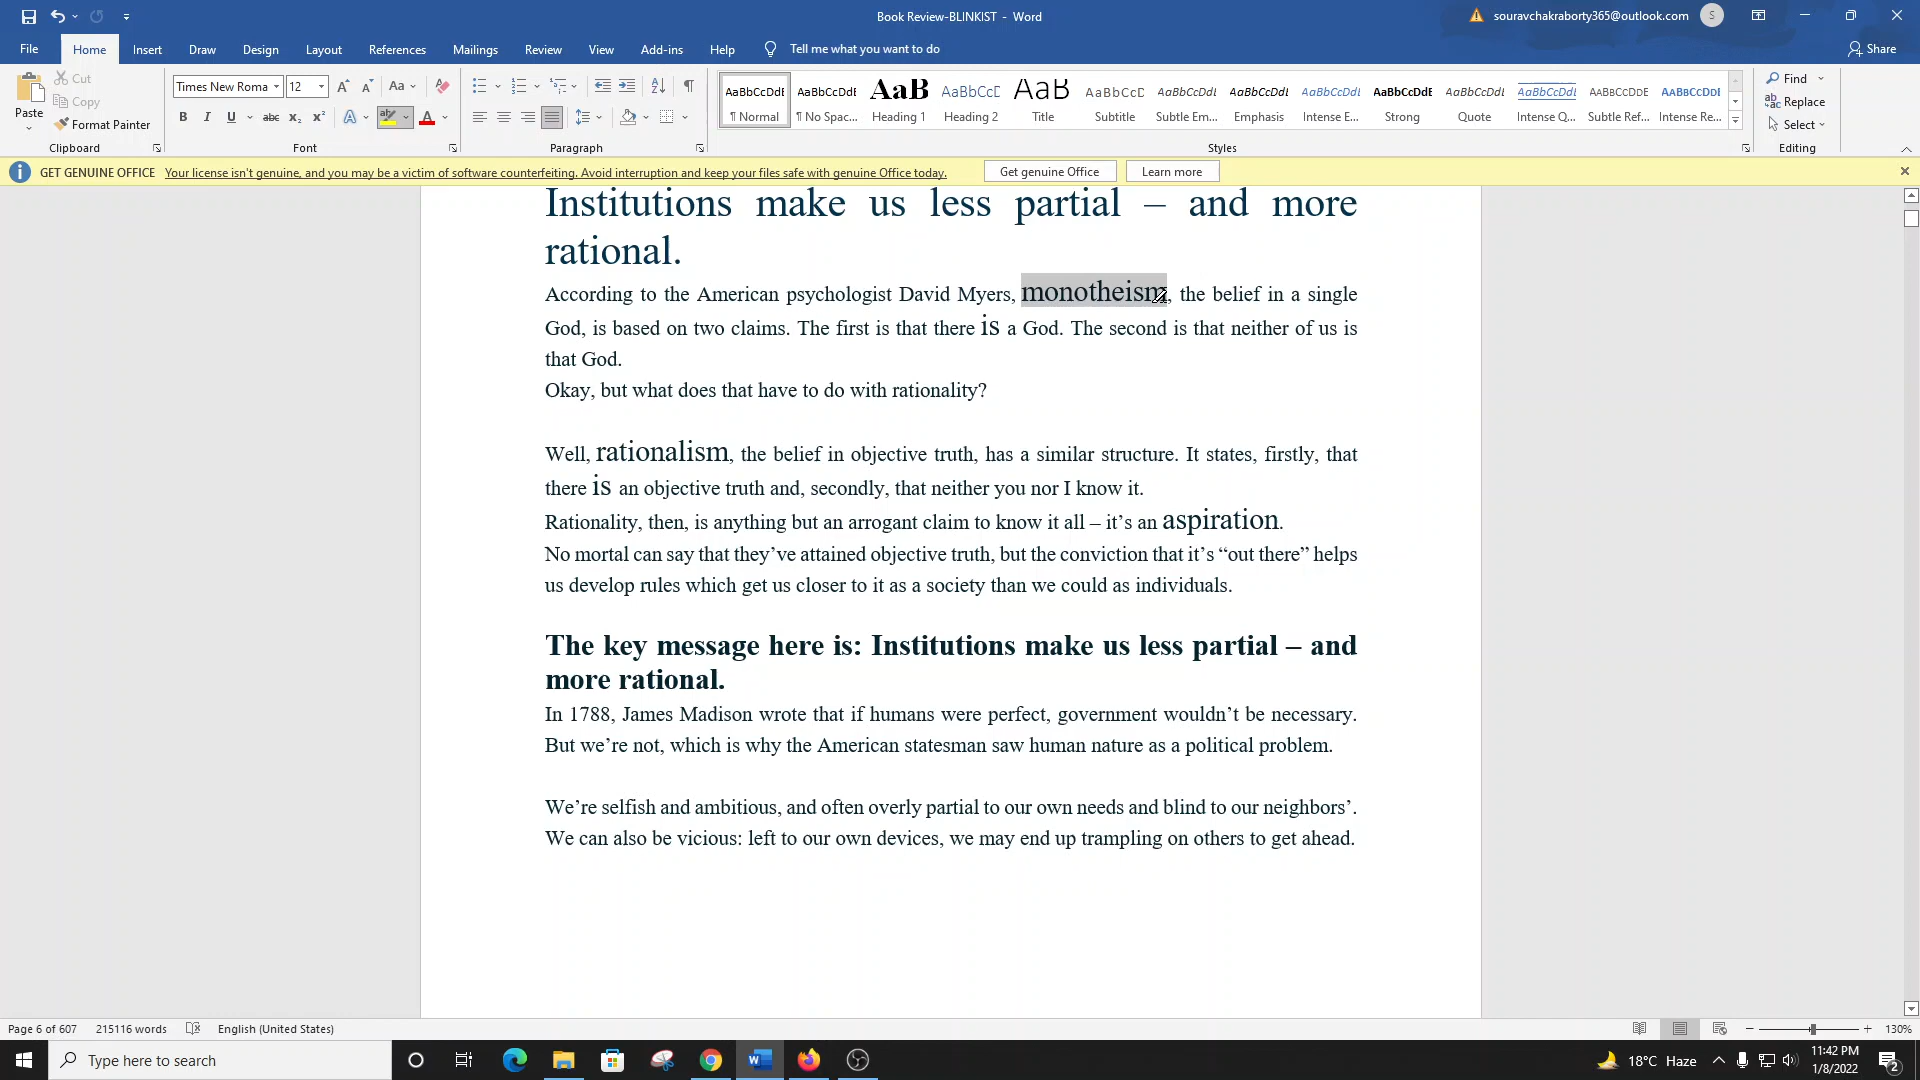 Book Review-BLINKIST - Word
souravchakraborty365@outlook.com
S
File Home Insert Draw Design Layout References Mailings Review View Add-ins Help Tell me what you want to do
Share
Paste
Cut
Copy
Format Painter
Clipboard
Times New Roma 12
Font
Paragraph
AaBbCcDdE AaBbCcDdE AaB AaBbCcD AaB AaBbCcD AaBbCcDdE AaBbCcDdE AaBbCcDdE AaBbCcDdE AaBbCcDdE AaBbCcDdE AABBCCDDE AABBCCDDE
¶ Normal ¶ No Spac... Heading 1 Heading 2 Title Subtitle Subtle Em... Emphasis Intense E... Strong Quote Intense Q... Subtle Ref... Intense Re...
Styles
Find
Replace
Select
Editing
GET GENUINE OFFICE Your license isn't genuine, and you may be a victim of software counterfeiting. Avoid interruption and keep your files safe with genuine Office today. Get genuine Office Learn more
Institutions make us less partial – and more
rational.
According to the American psychologist David Myers, monotheism, the belief in a single
God, is based on two claims. The first is that there is a God. The second is that neither of us is
that God.
Okay, but what does that have to do with rationality?
Well, rationalism, the belief in objective truth, has a similar structure. It states, firstly, that
there is an objective truth and, secondly, that neither you nor I know it.
Rationality, then, is anything but an arrogant claim to know it all – it’s an aspiration.
No mortal can say that they’ve attained objective truth, but the conviction that it’s “out there” helps
us develop rules which get us closer to it as a society than we could as individuals.
The key message here is: Institutions make us less partial – and
more rational.
In 1788, James Madison wrote that if humans were perfect, government wouldn’t be necessary.
But we’re not, which is why the American statesman saw human nature as a political problem.
We’re selfish and ambitious, and often overly partial to our own needs and blind to our neighbors’.
We can also be vicious: left to our own devices, we may end up trampling on others to get ahead.
Page 6 of 607 215116 words English (United States) 130%
Type here to search
18°C Haze
11:42 PM
1/8/2022
2